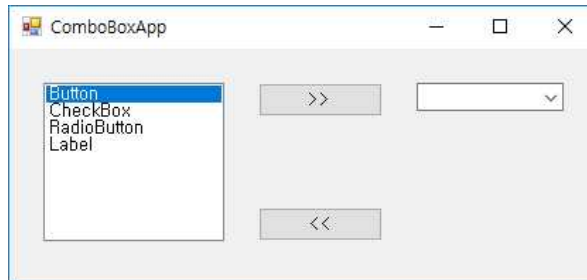 ComboBoxApp
Button
CheckBox
RadioButton
Label
>>
<<